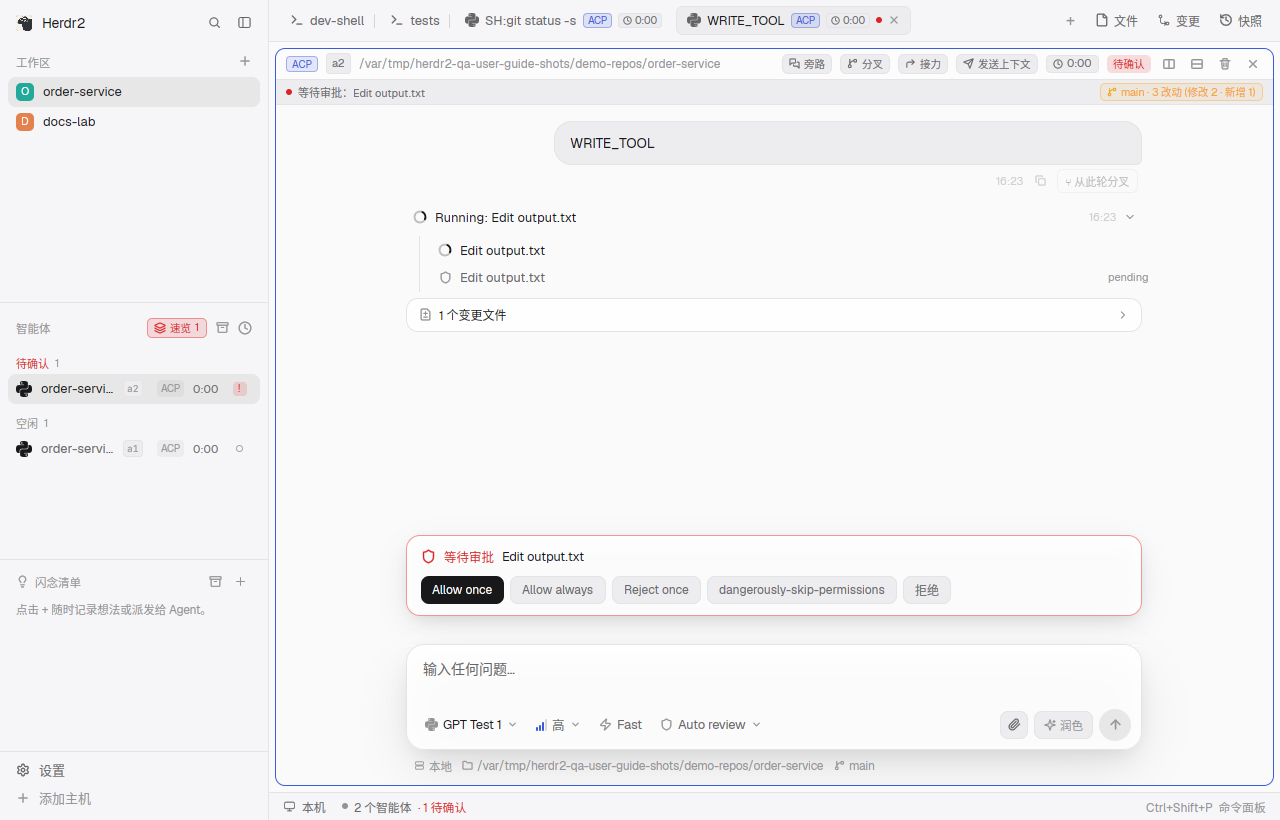 Herdr2
工作区
O order-service
D docs-lab
智能体
速览 1
待确认 1
order-servi... a2 ACP 0:00 !
空闲 1
order-servi... a1 ACP 0:00
闪念清单
点击 + 随时记录想法或派发给 Agent。
设置
添加主机
dev-shell
tests
SH:git status -s ACP 0:00
WRITE_TOOL ACP 0:00
文件
变更
快照
ACP a2 /var/tmp/herdr2-qa-user-guide-shots/demo-repos/order-service
旁路
分叉
接力
发送上下文
0:00
待确认
等待审批：Edit output.txt
main · 3 改动 (修改 2 · 新增 1)
WRITE_TOOL
16:23
从此轮分叉
Running: Edit output.txt 16:23
Edit output.txt
Edit output.txt pending
1 个变更文件
等待审批 Edit output.txt
Allow once
Allow always
Reject once
dangerously-skip-permissions
拒绝
输入任何问题...
GPT Test 1
高
Fast
Auto review
润色
本地 /var/tmp/herdr2-qa-user-guide-shots/demo-repos/order-service main
本机 2 个智能体 · 1 待确认
Ctrl+Shift+P 命令面板